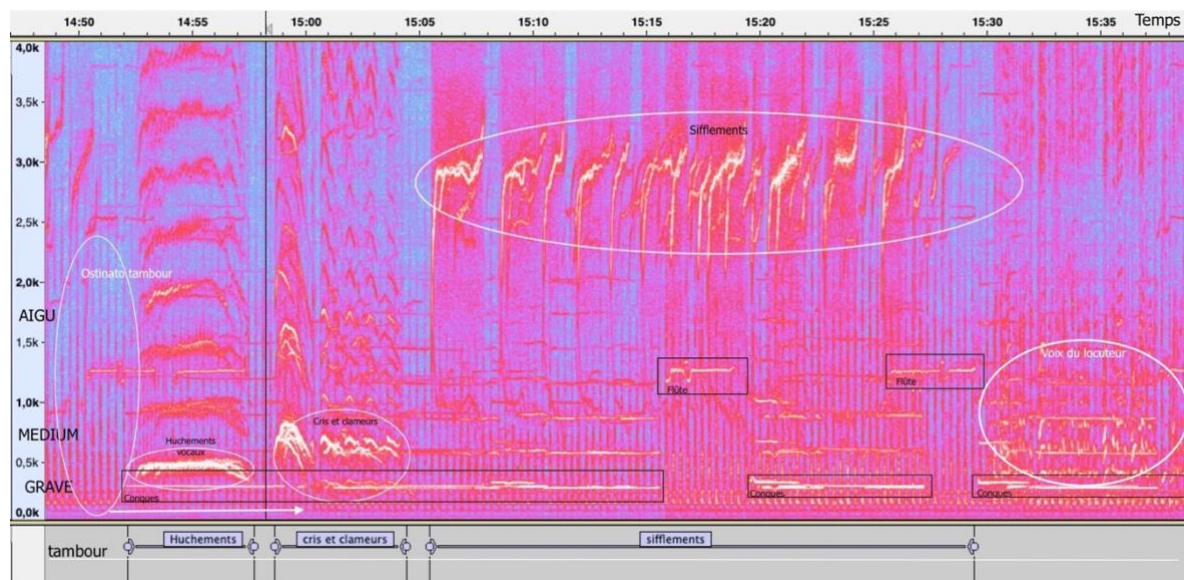 14:50 14:55 15:00 15:05 15:10 15:15 15:20 15:25 15:30 15:35 Temps
4,0k
3,5k
Sifflements
3,0k
2,5k
Ostinato tambour
2,0k
AIGU
1,5k
Voix du locuteur
Flûte
Flûte
1,0k
Cris et clameurs
MEDIUM
Huchements
vocaux
0,5k
GRAVE
Conques
Conques
Conques
0,0k
tambour
Huchements
cris et clameurs
sifflements